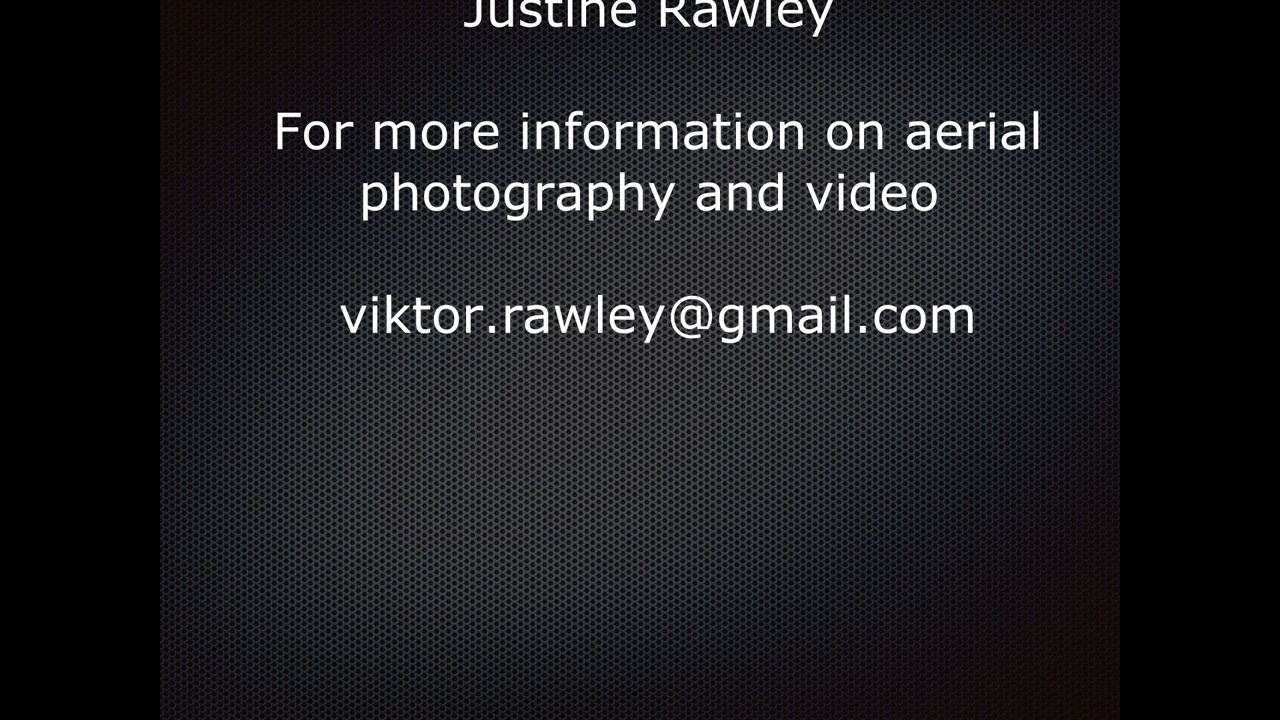 Justine Rawley
For more information on aerial
photography and video
viktor.rawley@gmail.com